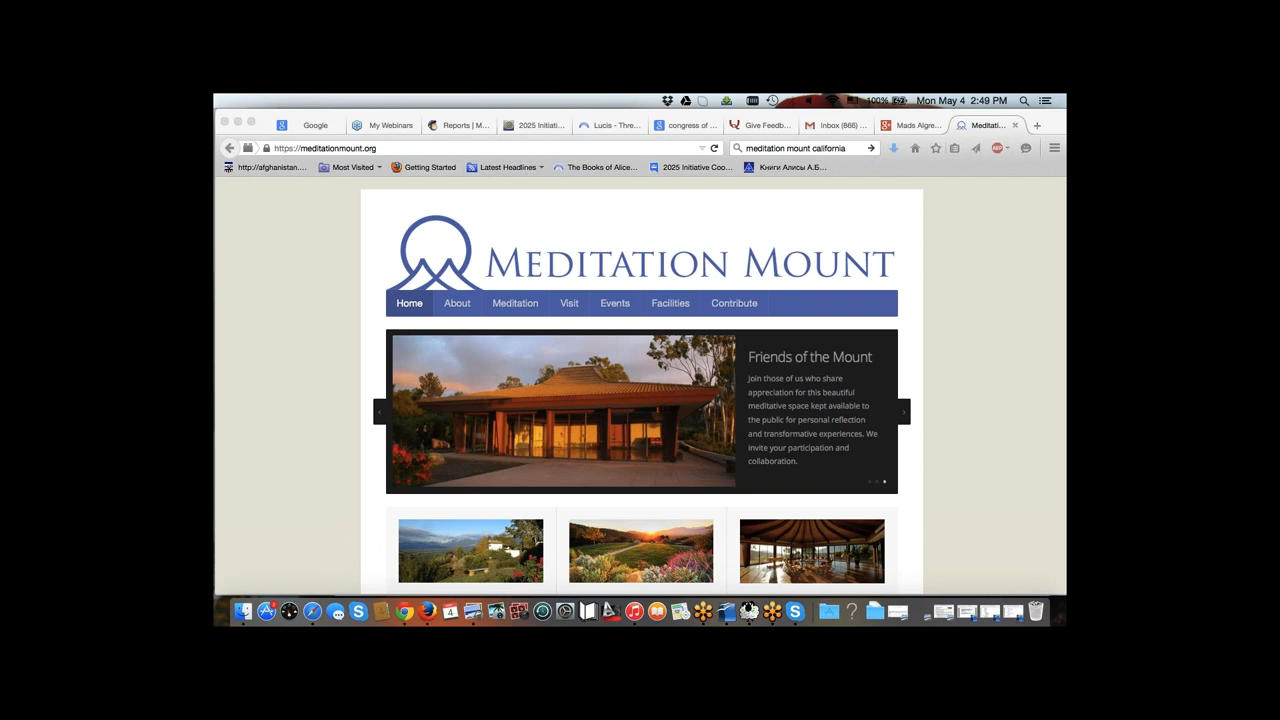 100% Mon May 4 2:49 PM
Google My Webinars Reports | M... 2025 Initiati... Lucis - Thre... congress of ... Give Feedb... Inbox (866) ... Mads Algre... Meditati...
https://meditationmount.org meditation mount california
http://afghanistan.... Most Visited Getting Started Latest Headlines The Books of Alice... 2025 Initiative Coo... Книги Алисы А.Б...
MEDITATION MOUNT
Home About Meditation Visit Events Facilities Contribute
Friends of the Mount
Join those of us who share
appreciation for this beautiful
meditative space kept available to
the public for personal reflection
and transformative experiences. We
invite your participation and
collaboration.